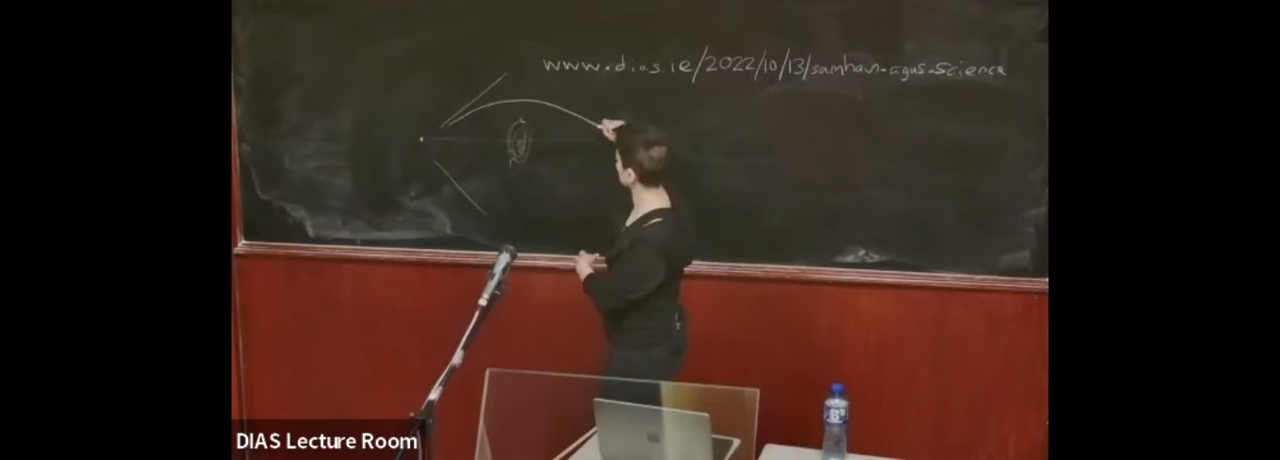 www.dias.ie/2022/10/13/samhain-agus-science
DIAS Lecture Room